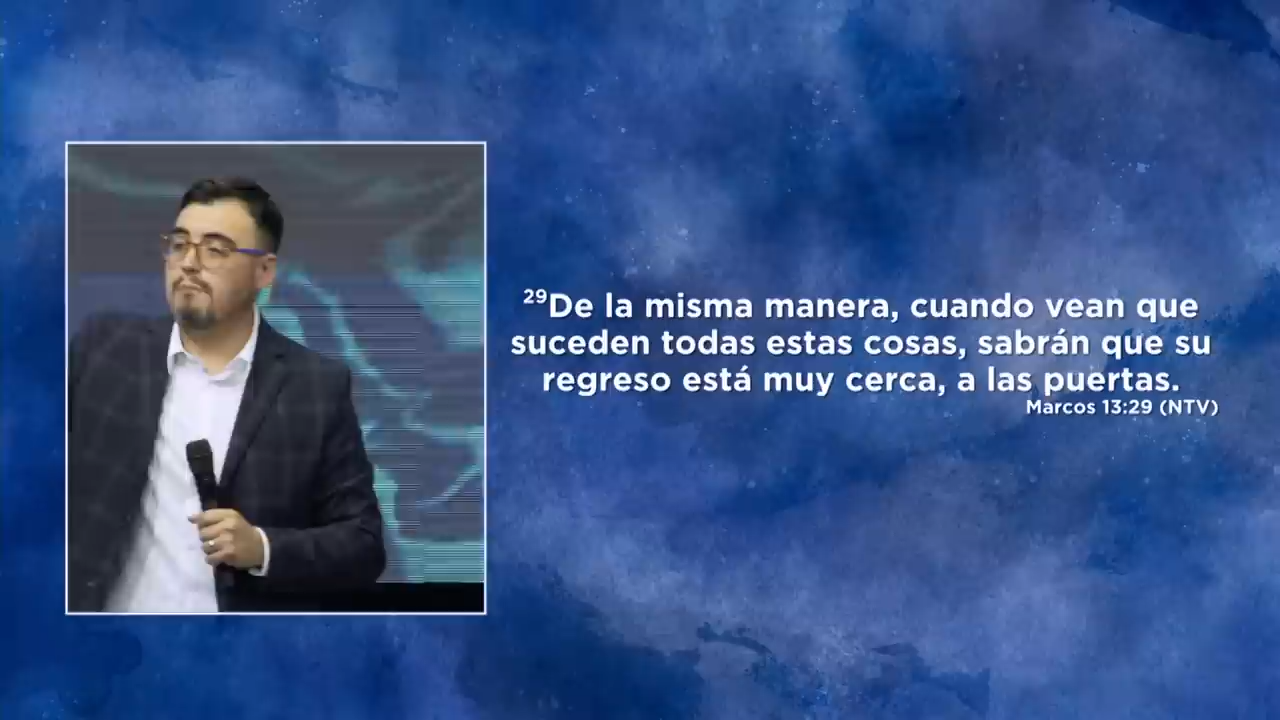 ²⁹De la misma manera, cuando vean que
suceden todas estas cosas, sabrán que su
regreso está muy cerca, a las puertas.
Marcos 13:29 (NTV)